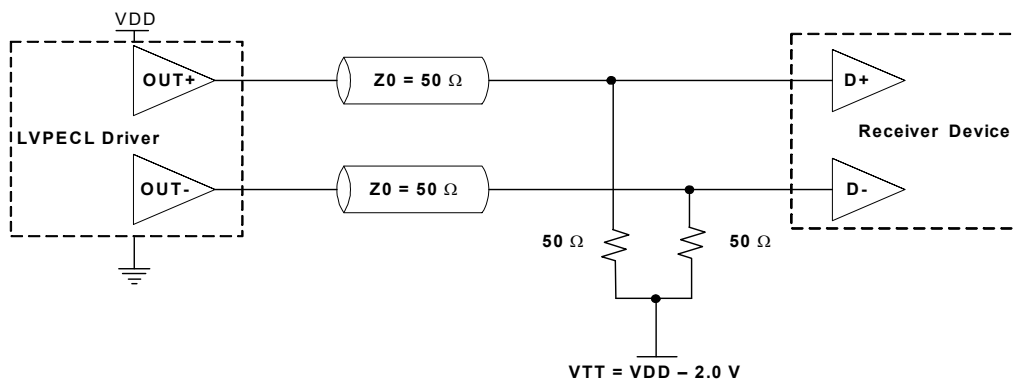 VDD
OUT+
Z0 = 50 Ω
D+
LVPECL Driver
Receiver Device
OUT-
Z0 = 50 Ω
D-
50 Ω
50 Ω
VTT = VDD – 2.0 V